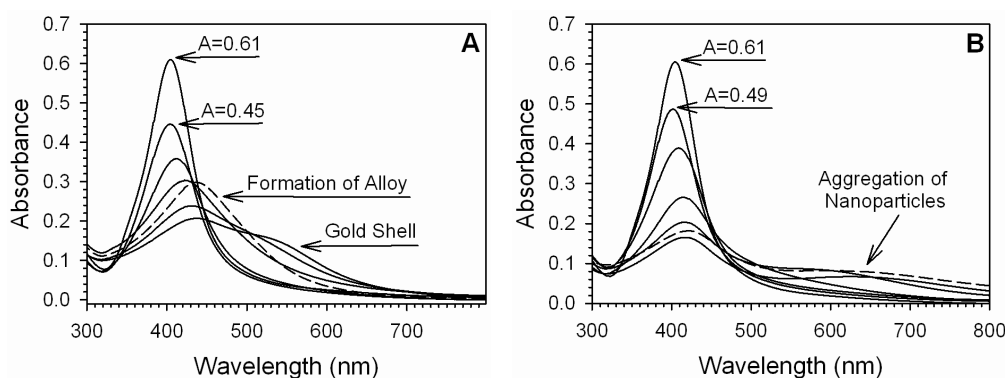 A
A=0.61
A=0.45
Formation of Alloy
Gold Shell
Absorbance
0.7
0.6
0.5
0.4
0.3
0.2
0.1
0.0
300
400
500
600
700
Wavelength (nm)
B
A=0.61
A=0.49
Aggregation of
Nanoparticles
Absorbance
0.7
0.6
0.5
0.4
0.3
0.2
0.1
0.0
300
400
500
600
700
800
Wavelength (nm)